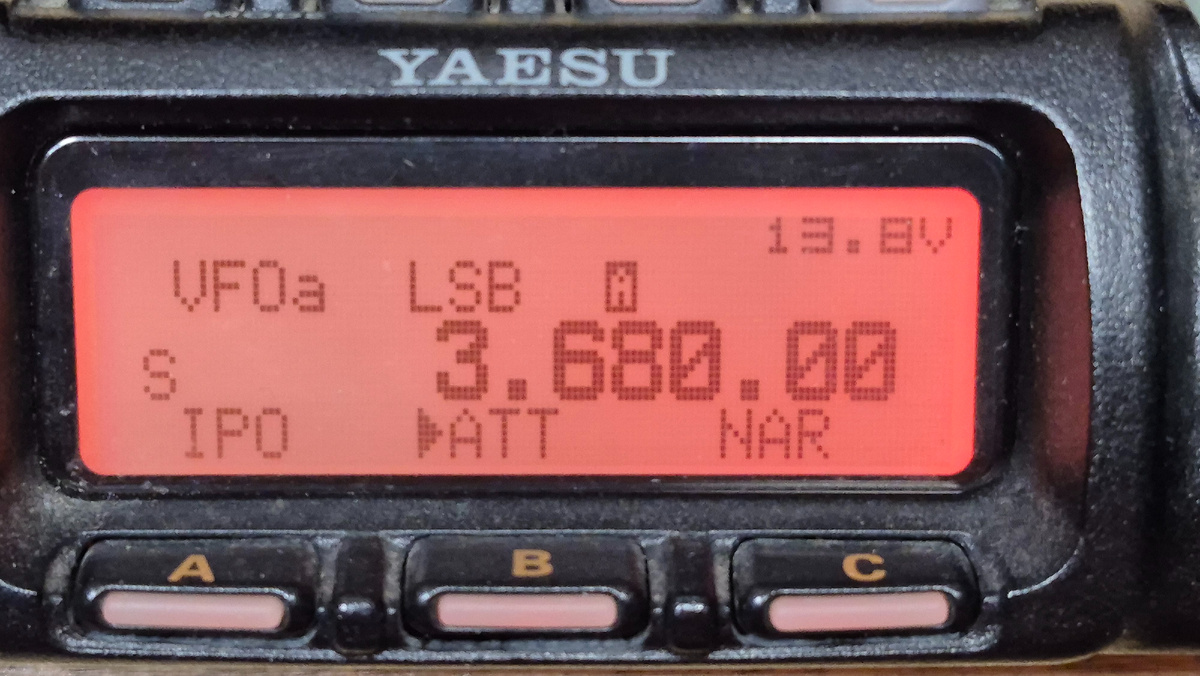 YAESU
13.8V
VFOa LSB
3.680.00
S
IPO ▶ATT NAR
A B C